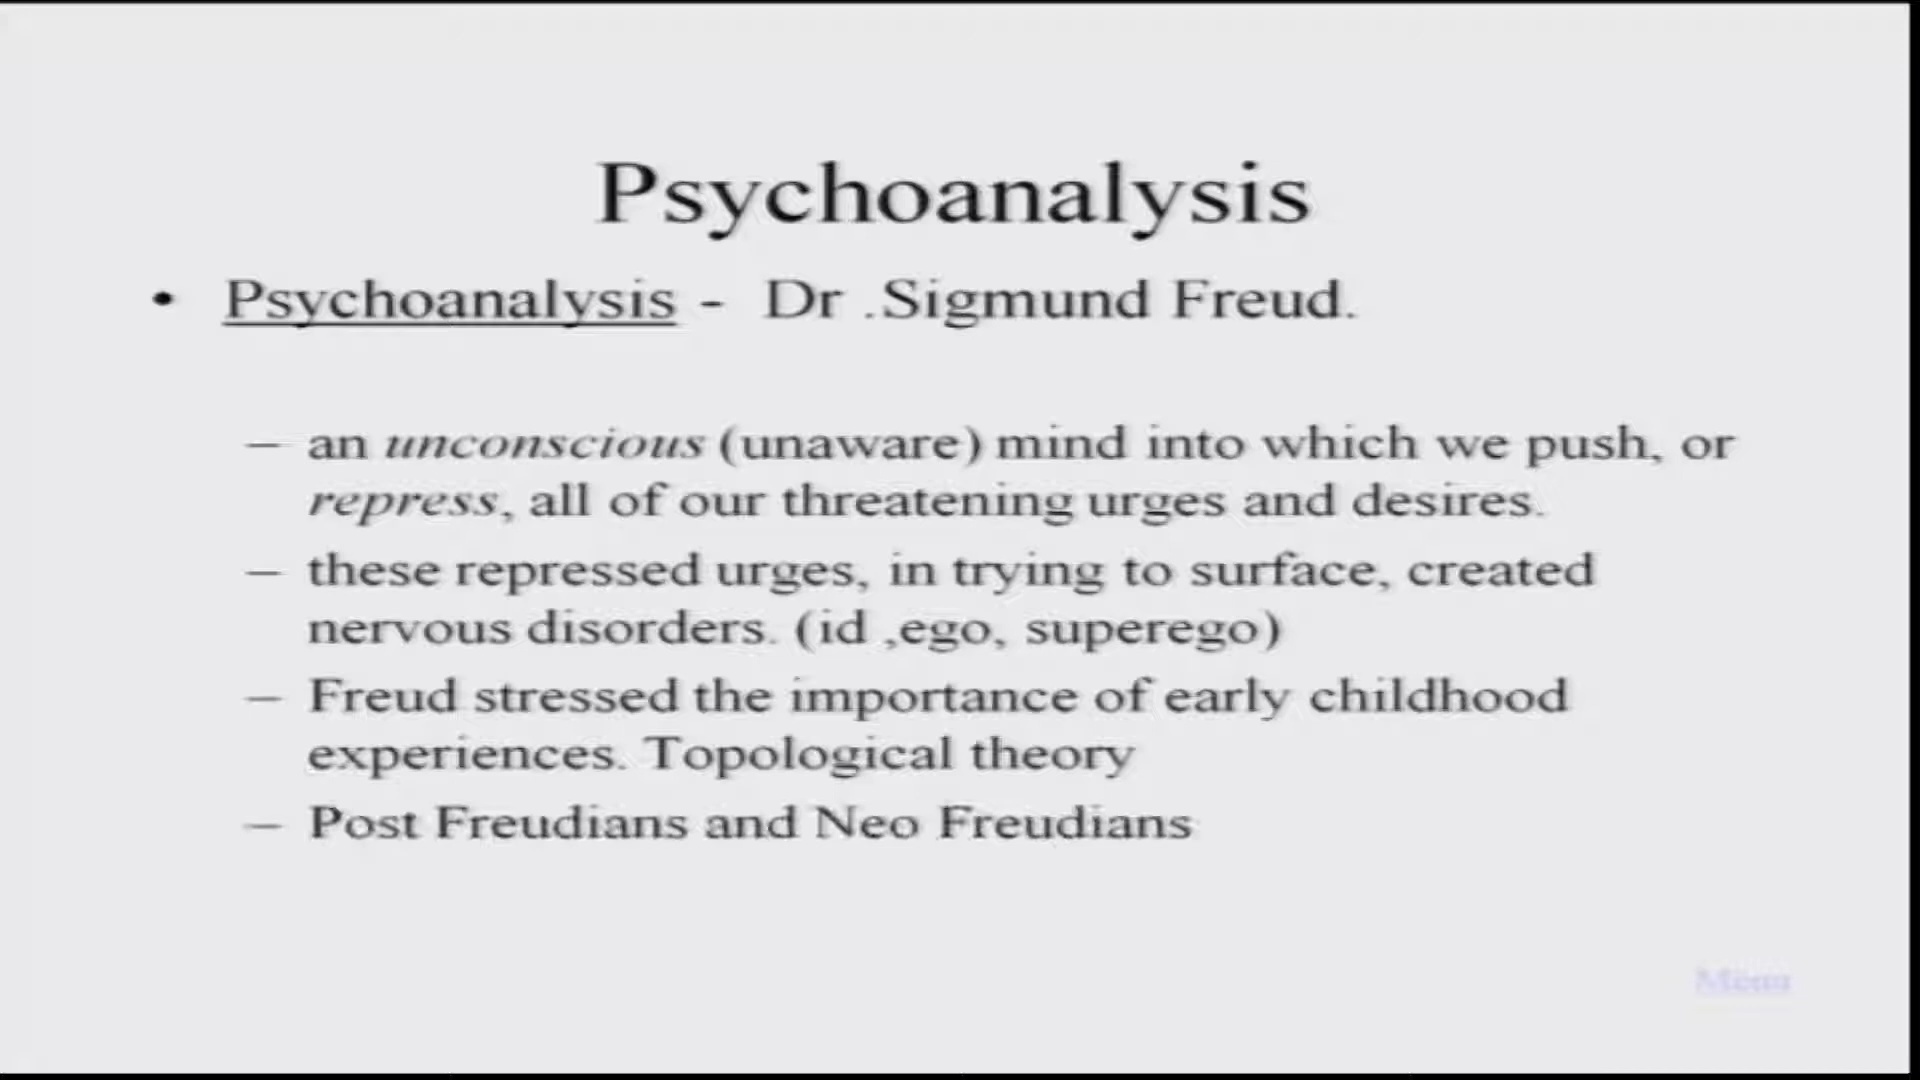 Psychoanalysis
• Psychoanalysis - Dr .Sigmund Freud.
– an unconscious (unaware) mind into which we push, or
repress, all of our threatening urges and desires.
– these repressed urges, in trying to surface, created
nervous disorders. (id ,ego, superego)
– Freud stressed the importance of early childhood
experiences. Topological theory
– Post Freudians and Neo Freudians
Menu